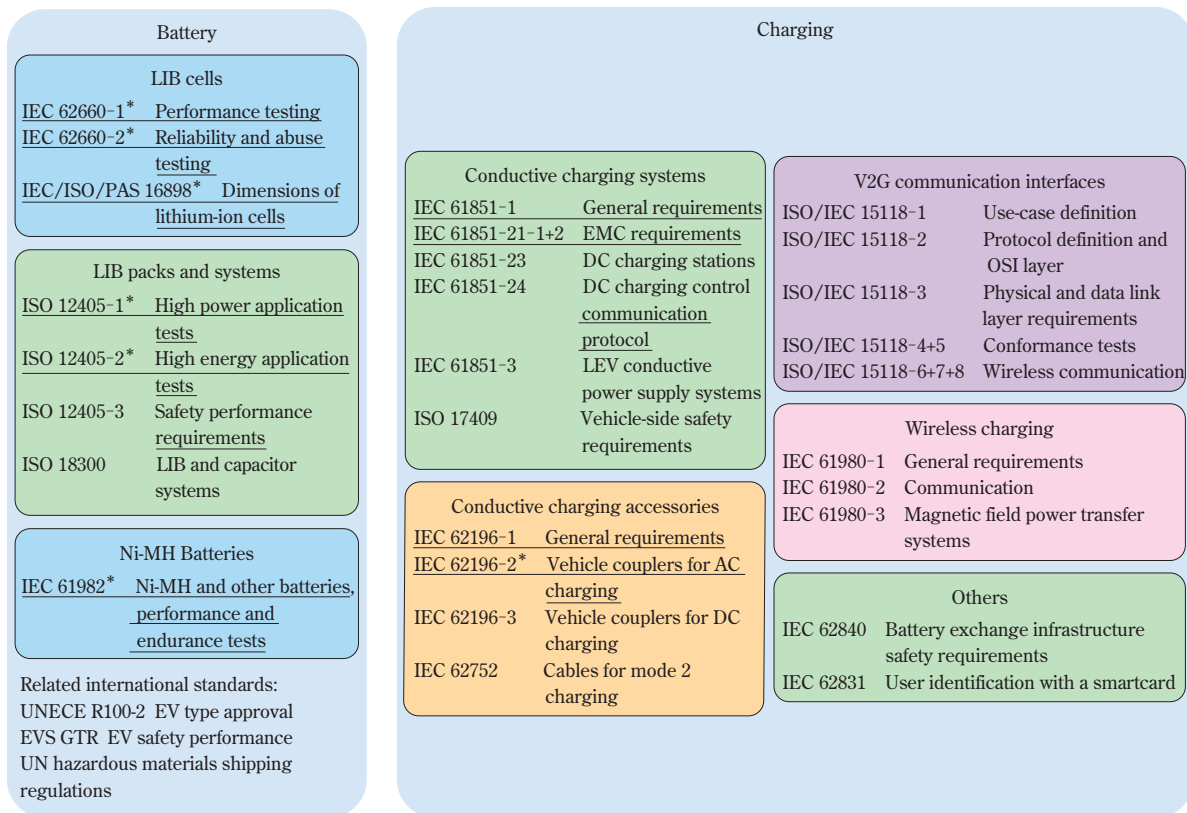 Battery
LIB cells
IEC 62660-1* Performance testing
IEC 62660-2* Reliability and abuse
testing
IEC/ISO/PAS 16898* Dimensions of
lithium-ion cells
LIB packs and systems
ISO 12405-1* High power application
tests
ISO 12405-2* High energy application
tests
ISO 12405-3 Safety performance
requirements
ISO 18300 LIB and capacitor
systems
Ni-MH Batteries
IEC 61982* Ni-MH and other batteries,
performance and
endurance tests
Related international standards:
UNECE R100-2 EV type approval
EVS GTR EV safety performance
UN hazardous materials shipping
regulations
Charging
Conductive charging systems
IEC 61851-1 General requirements
IEC 61851-21-1+2 EMC requirements
IEC 61851-23 DC charging stations
IEC 61851-24 DC charging control
communication
protocol
IEC 61851-3 LEV conductive
power supply systems
ISO 17409 Vehicle-side safety
requirements
Conductive charging accessories
IEC 62196-1 General requirements
IEC 62196-2* Vehicle couplers for AC
charging
IEC 62196-3 Vehicle couplers for DC
charging
IEC 62752 Cables for mode 2
charging
V2G communication interfaces
ISO/IEC 15118-1 Use-case definition
ISO/IEC 15118-2 Protocol definition and
OSI layer
ISO/IEC 15118-3 Physical and data link
layer requirements
ISO/IEC 15118-4+5 Conformance tests
ISO/IEC 15118-6+7+8 Wireless communication
Wireless charging
IEC 61980-1 General requirements
IEC 61980-2 Communication
IEC 61980-3 Magnetic field power transfer
systems
Others
IEC 62840 Battery exchange infrastructure
safety requirements
IEC 62831 User identification with a smartcard